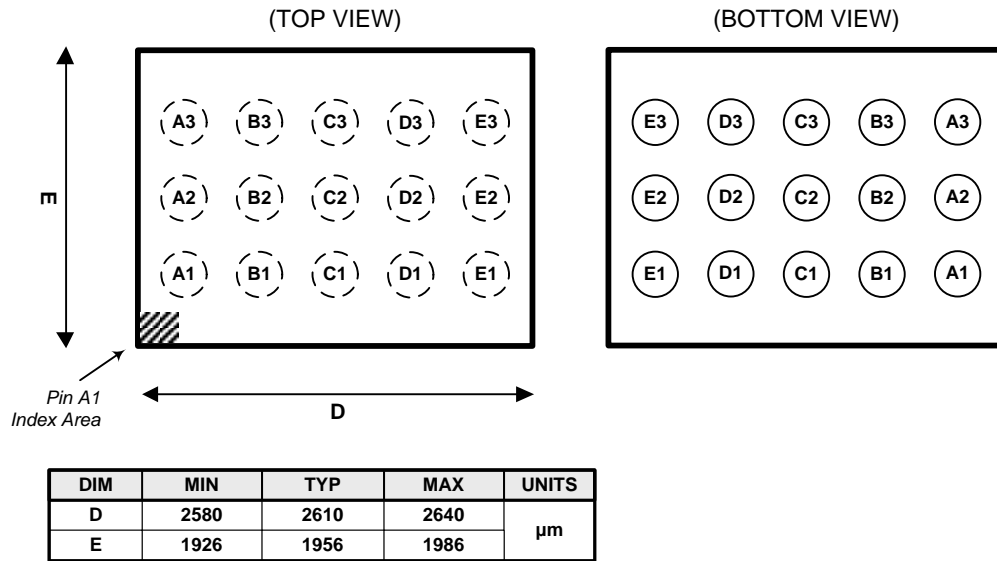 (TOP VIEW) (BOTTOM VIEW)
A3 B3 C3 D3 E3 E3 D3 C3 B3 A3
E A2 B2 C2 D2 E2 E2 D2 C2 B2 A2
A1 B1 C1 D1 E1 E1 D1 C1 B1 A1
Pin A1
Index Area
D
DIM MIN TYP MAX UNITS
D 2580 2610 2640 µm
E 1926 1956 1986